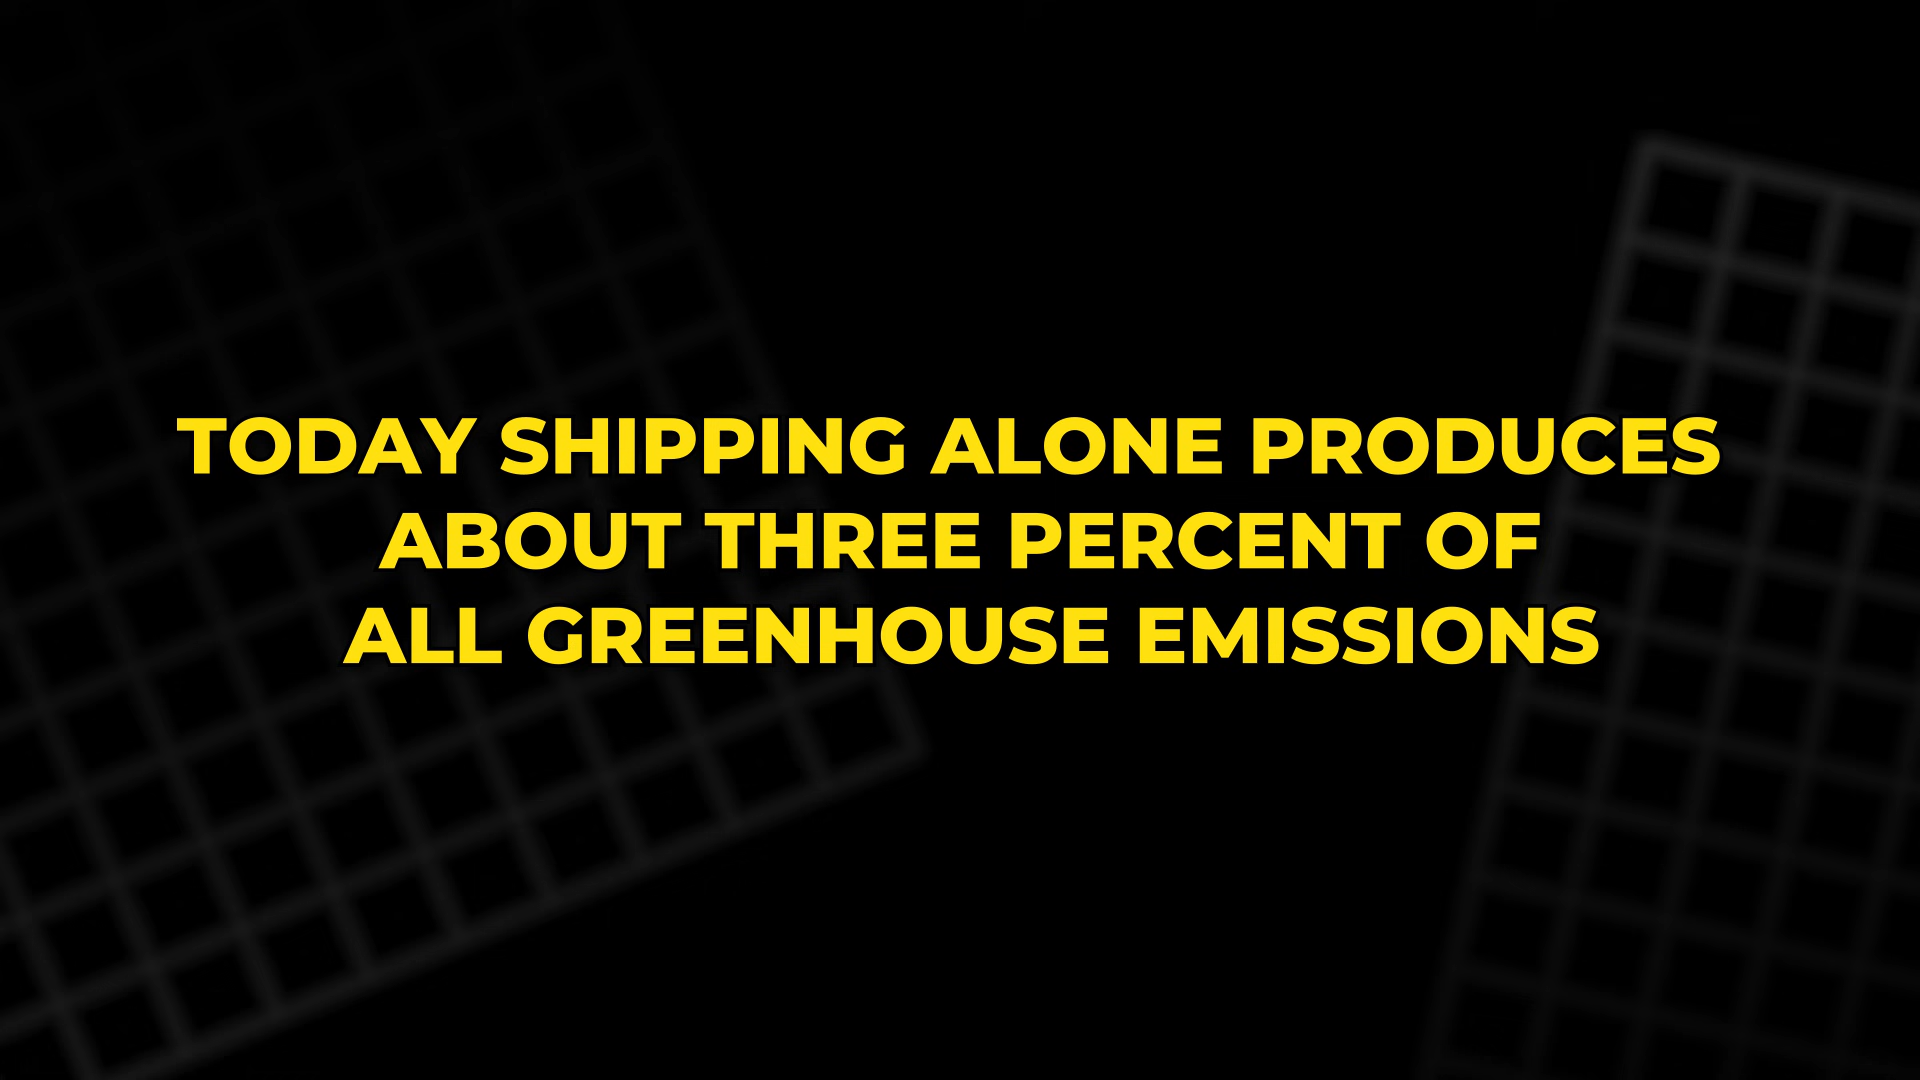 TODAY SHIPPING ALONE PRODUCES
ABOUT THREE PERCENT OF
ALL GREENHOUSE EMISSIONS